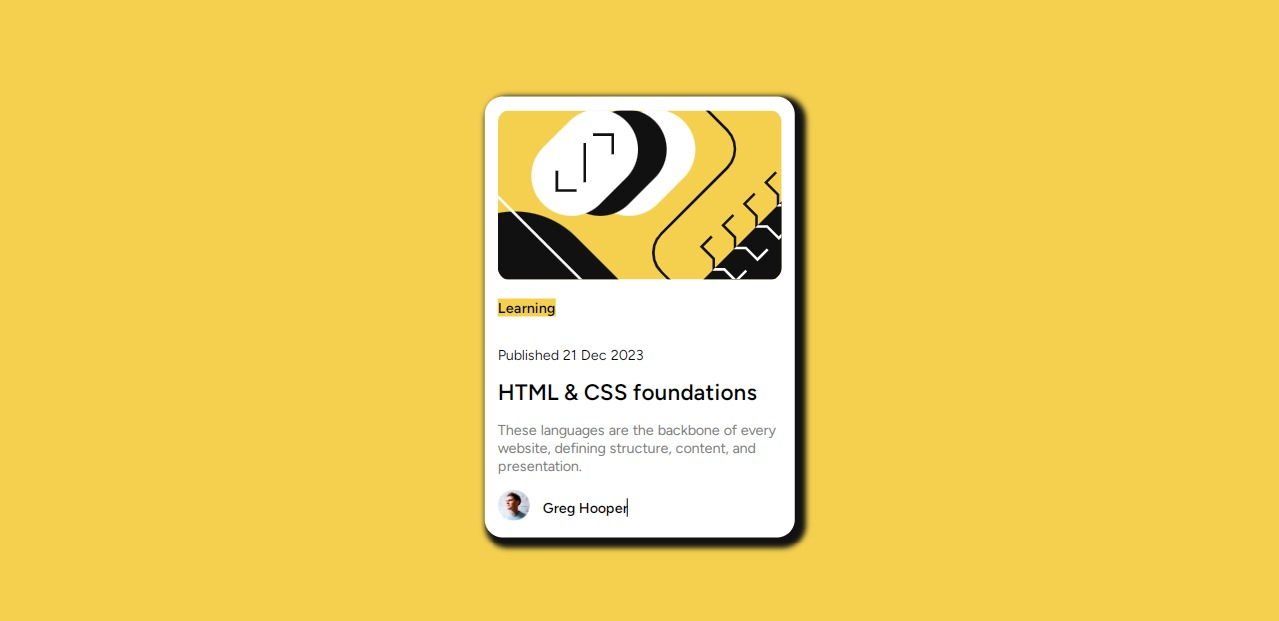 Learning
Published 21 Dec 2023
HTML & CSS foundations
These languages are the backbone of every
website, defining structure, content, and
presentation.
Greg Hooper